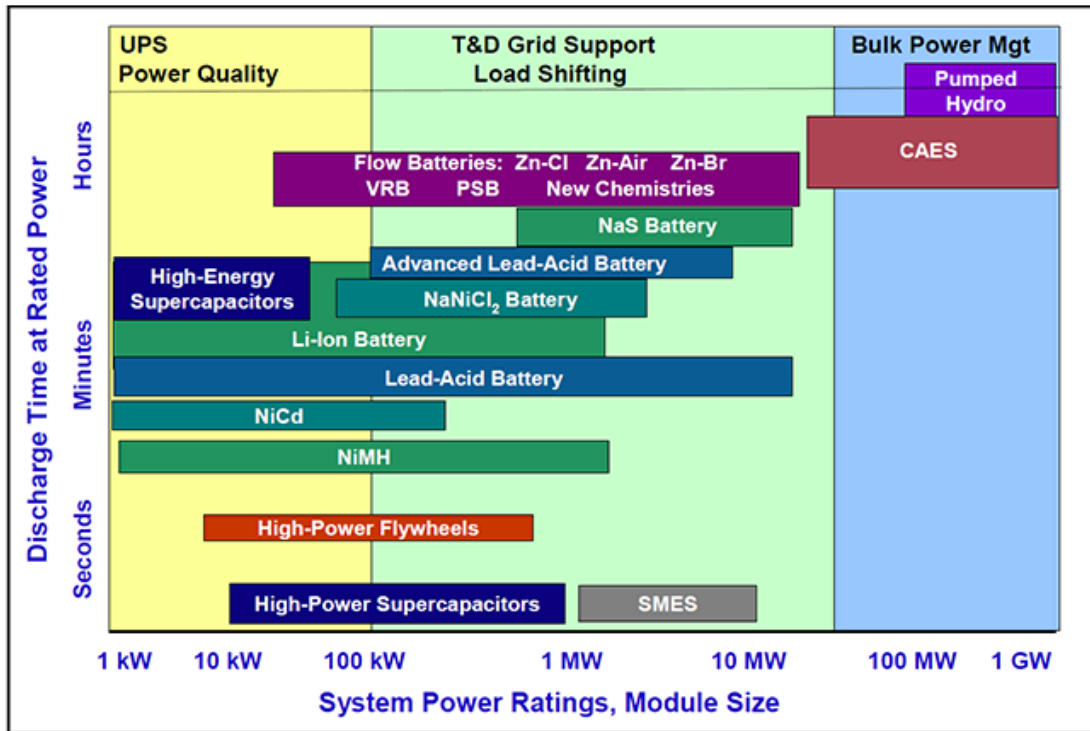 UPS
Power Quality
T&D Grid Support
Load Shifting
Bulk Power Mgt
Pumped
Hydro
CAES
Flow Batteries: Zn-Cl Zn-Air Zn-Br
VRB PSB New Chemistries
NaS Battery
Advanced Lead-Acid Battery
High-Energy
Supercapacitors
NaNiCl₂ Battery
Li-Ion Battery
Lead-Acid Battery
NiCd
NiMH
High-Power Flywheels
High-Power Supercapacitors
SMES
Discharge Time at Rated Power
Hours
Minutes
Seconds
1 kW 10 kW 100 kW 1 MW 10 MW 100 MW 1 GW
System Power Ratings, Module Size